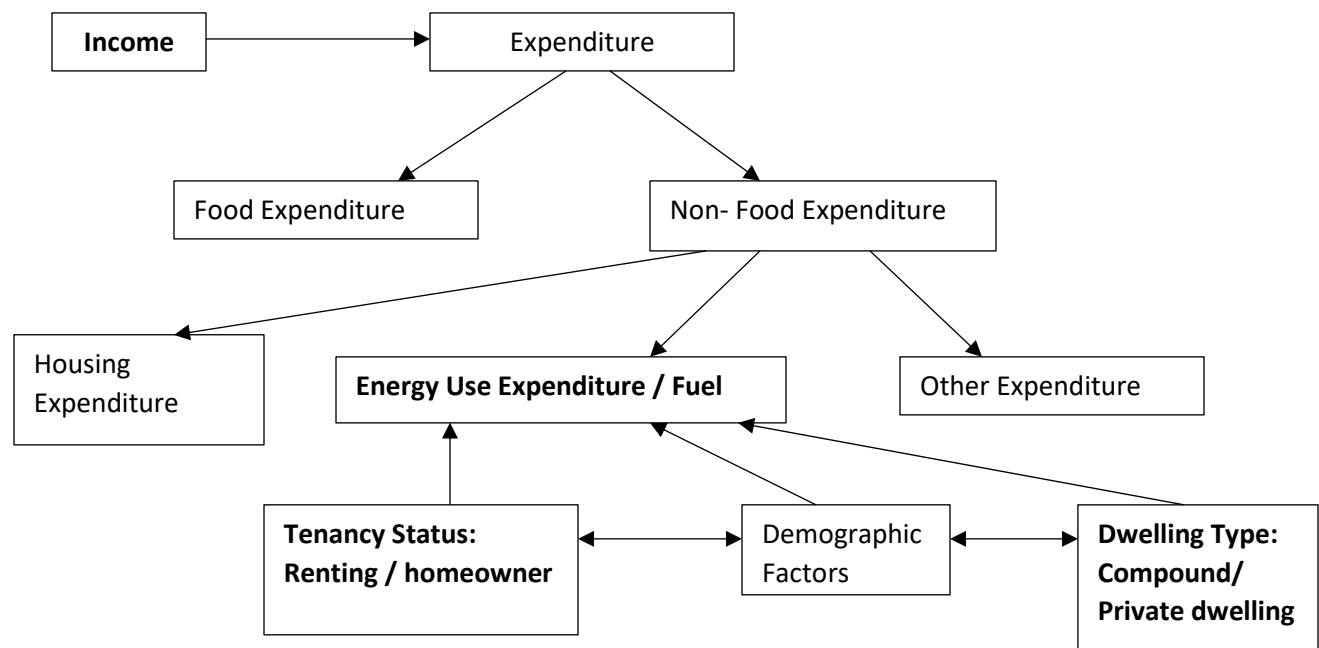 Income
Expenditure
Food Expenditure
Non- Food Expenditure
Housing
Expenditure
Energy Use Expenditure / Fuel
Other Expenditure
Tenancy Status:
Renting / homeowner
Demographic
Factors
Dwelling Type:
Compound/
Private dwelling